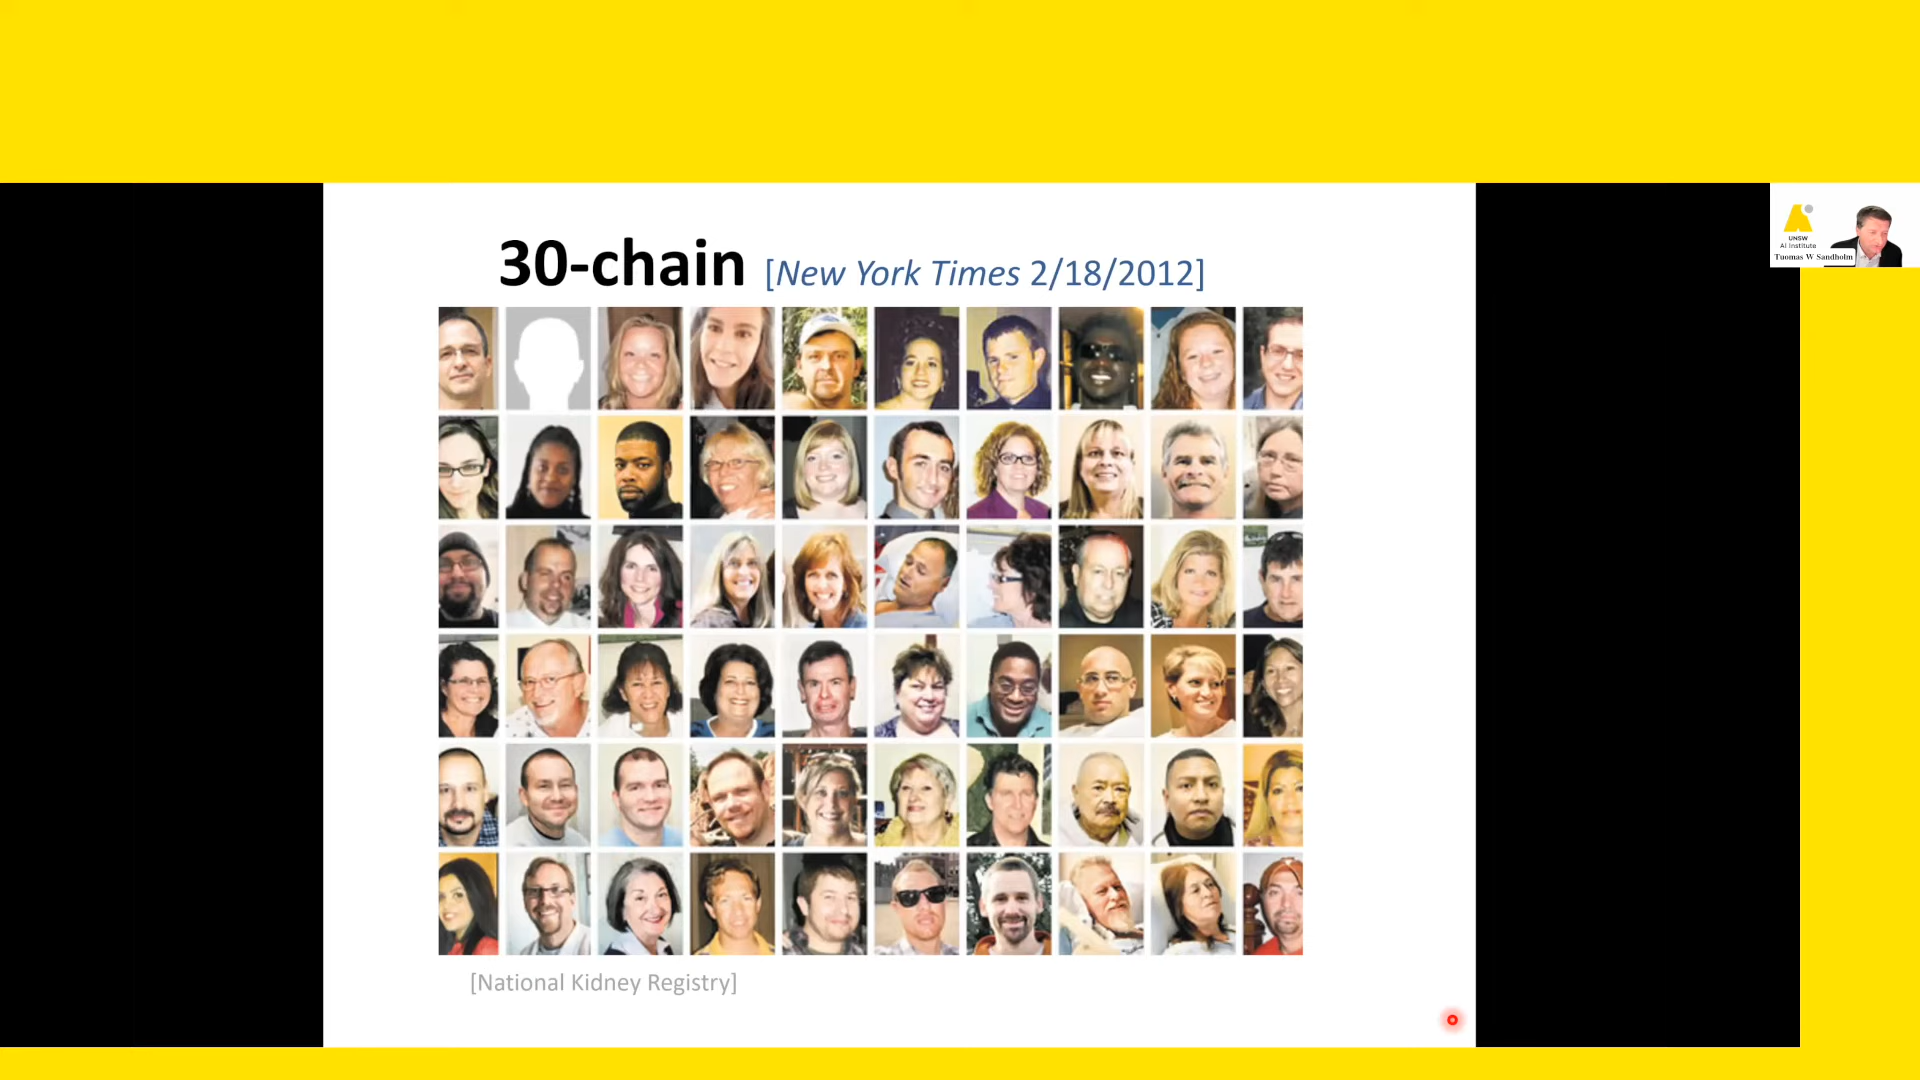 30-chain [New York Times 2/18/2012]
UNSW
AI Institute
Tuomas W Sandholm
[National Kidney Registry]